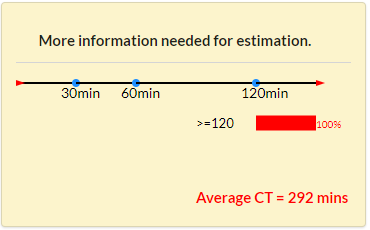 More information needed for estimation.
30min 60min 120min
>=120 100%
Average CT = 292 mins